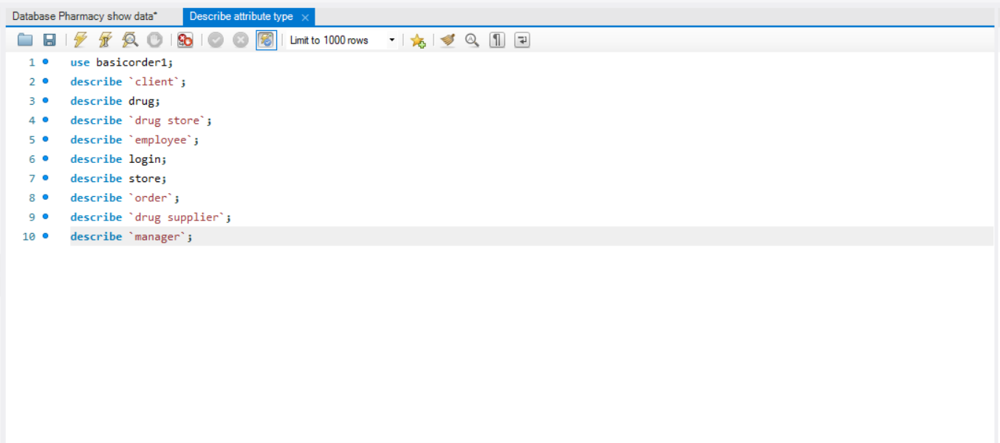 Database Pharmacy show data* Describe attribute type ×
Limit to 1000 rows
1 use basicorder1;
2 describe `client`;
3 describe drug;
4 describe `drug store`;
5 describe `employee`;
6 describe login;
7 describe store;
8 describe `order`;
9 describe `drug supplier`;
10 describe `manager`;